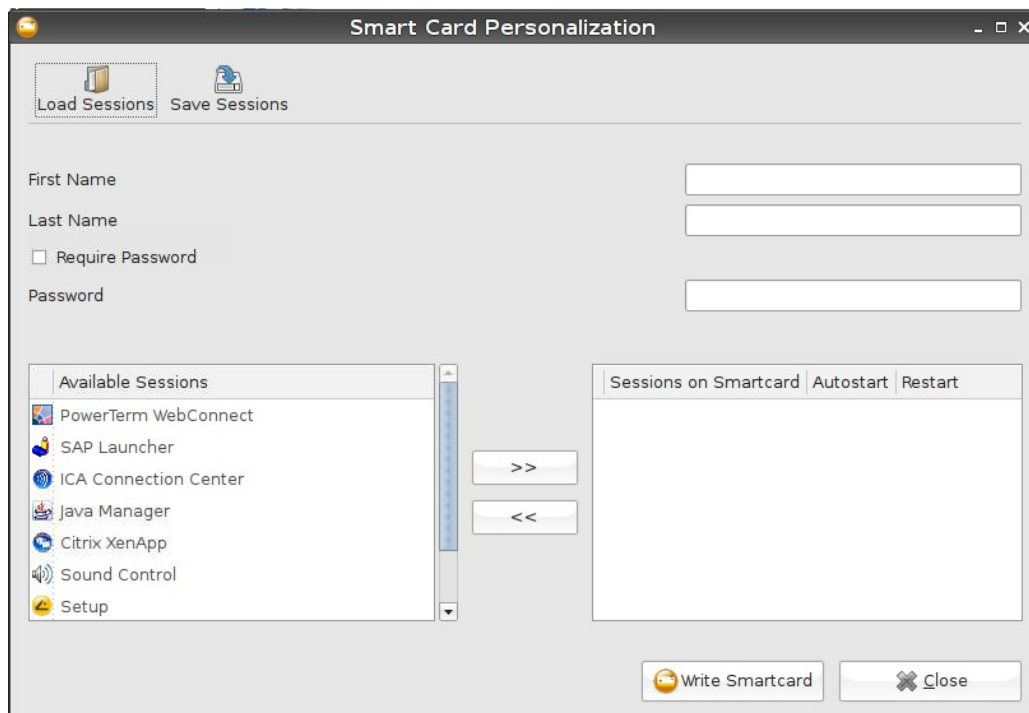 Smart Card Personalization
Load Sessions Save Sessions
First Name
Last Name
Require Password
Password
Available Sessions
PowerTerm WebConnect
SAP Launcher
ICA Connection Center
Java Manager
Citrix XenApp
Sound Control
Setup
>>
<<
Sessions on Smartcard Autostart Restart
Write Smartcard Close